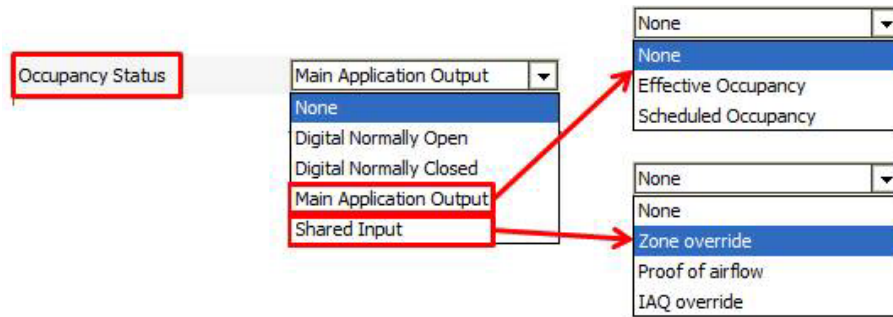 Occupancy Status
Main Application Output
None
Digital Normally Open
Digital Normally Closed
Main Application Output
Shared Input
None
None
Effective Occupancy
Scheduled Occupancy
None
None
Zone override
Proof of airflow
IAQ override